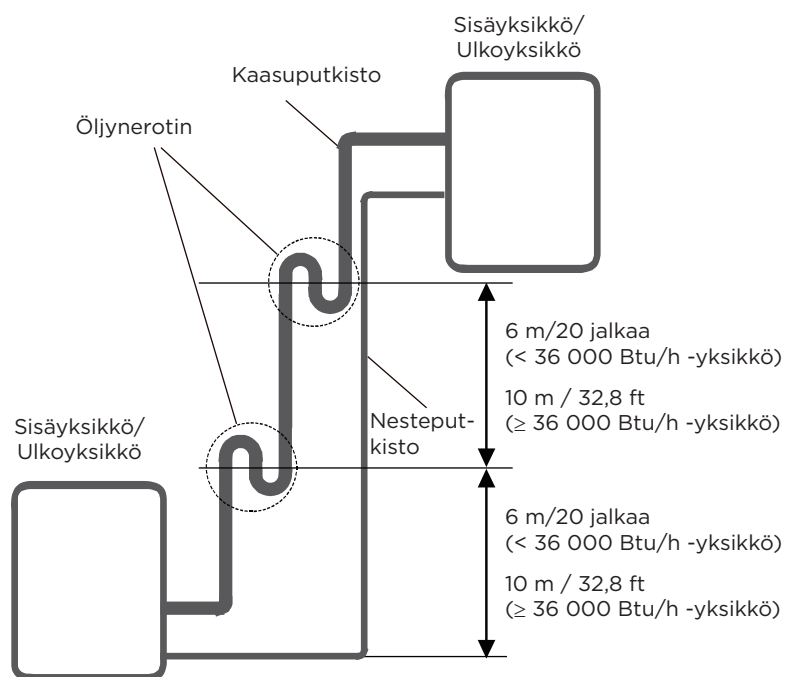 Sisäyksikkö/
Ulkoyksikkö
Kaasuputkisto
Öljynerotin
6 m/20 jalkaa
(< 36 000 Btu/h -yksikkö)
10 m / 32,8 ft
(≥ 36 000 Btu/h -yksikkö)
Nesteput-
kisto
Sisäyksikkö/
Ulkoyksikkö
6 m/20 jalkaa
(< 36 000 Btu/h -yksikkö)
10 m / 32,8 ft
(≥ 36 000 Btu/h -yksikkö)